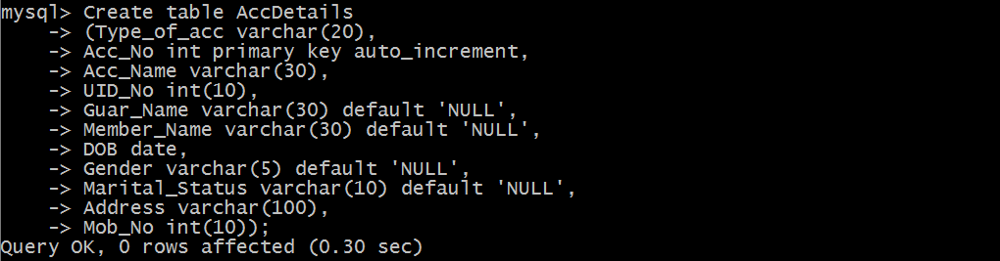 mysql> Create table AccDetails
-> (Type_of_acc varchar(20),
-> Acc_No int primary key auto_increment,
-> Acc_Name varchar(30),
-> UID_No int(10),
-> Guar_Name varchar(30) default 'NULL',
-> Member_Name varchar(30) default 'NULL',
-> DOB date,
-> Gender varchar(5) default 'NULL',
-> Marital_Status varchar(10) default 'NULL',
-> Address varchar(100),
-> Mob_No int(10));
Query OK, 0 rows affected (0.30 sec)